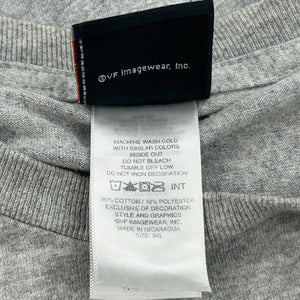 ©VF Imagewear, Inc.
MACHINE WASH COLD
WITH SIMILAR COLORS
INSIDE OUT
DO NOT BLEACH
TUMBLE DRY LOW
DO NOT IRON DECORATION
INT
90% COTTON / 10% POLYESTER
EXCLUSIVE OF DECORATION
STYLE AND GRAPHICS
©VF IMAGEWEAR, INC.
MADE IN NICARAGUA
SIZE: 3XL